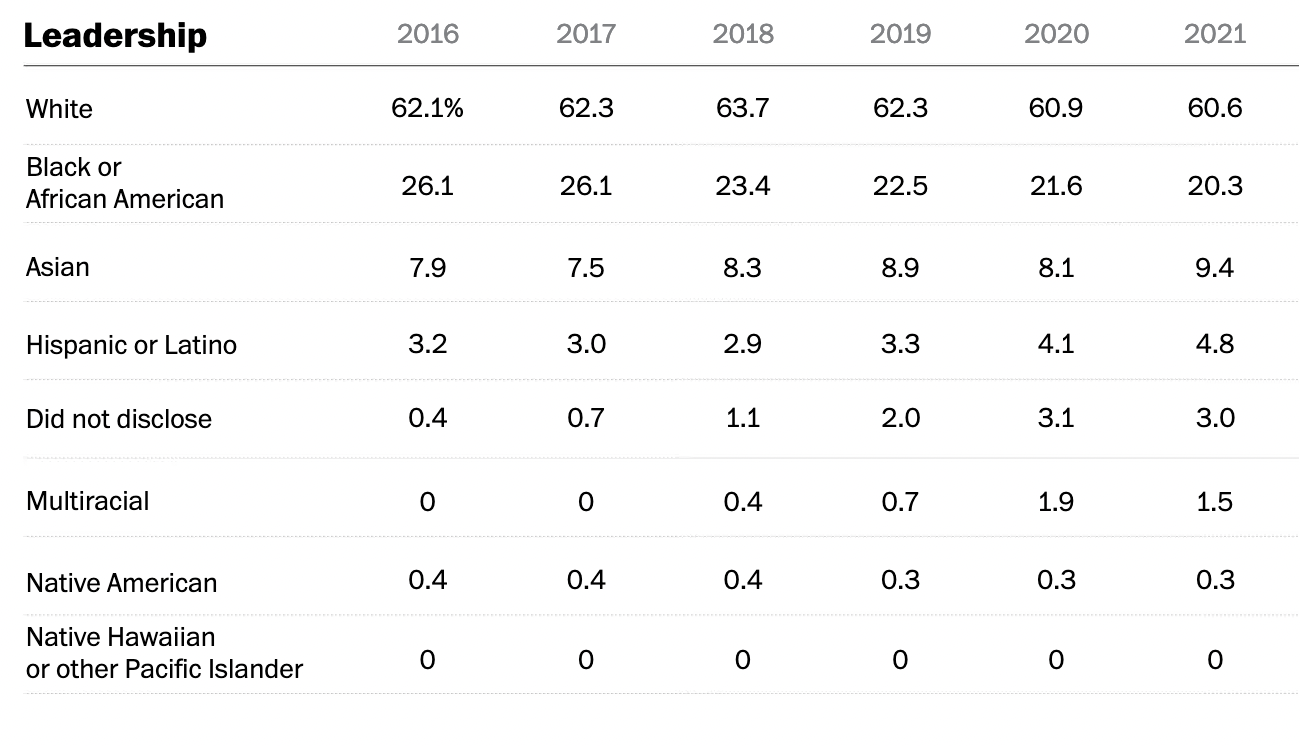 Leadership 2016 2017 2018 2019 2020 2021
White 62.1% 62.3 63.7 62.3 60.9 60.6
Black or
African American 26.1 26.1 23.4 22.5 21.6 20.3
Asian 7.9 7.5 8.3 8.9 8.1 9.4
Hispanic or Latino 3.2 3.0 2.9 3.3 4.1 4.8
Did not disclose 0.4 0.7 1.1 2.0 3.1 3.0
Multiracial 0 0 0.4 0.7 1.9 1.5
Native American 0.4 0.4 0.4 0.3 0.3 0.3
Native Hawaiian
or other Pacific Islander 0 0 0 0 0 0